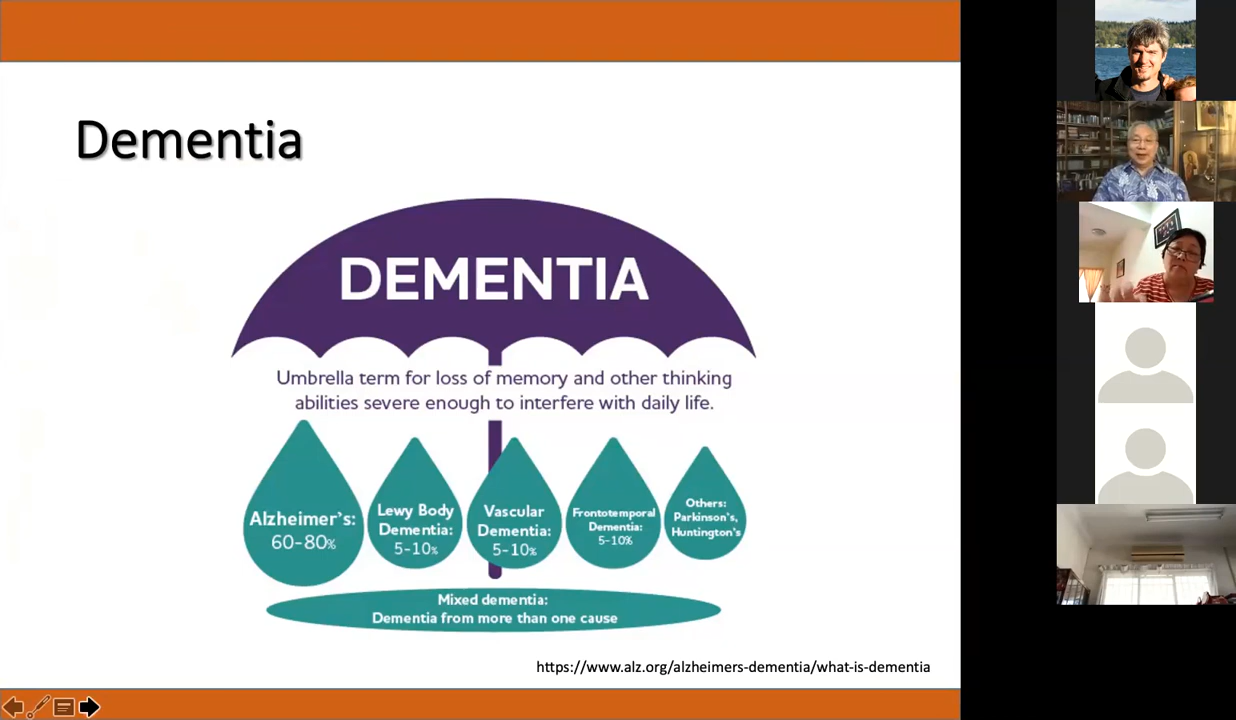 Dementia
DEMENTIA
Umbrella term for loss of memory and other thinking
abilities severe enough to interfere with daily life.
Alzheimer's:
60-80%
Lewy Body
Dementia:
5-10%
Vascular
Dementia:
5-10%
Frontotemporal
Dementia:
5-10%
Others:
Parkinson's,
Huntington's
Mixed dementia:
Dementia from more than one cause
https://www.alz.org/alzheimers-dementia/what-is-dementia